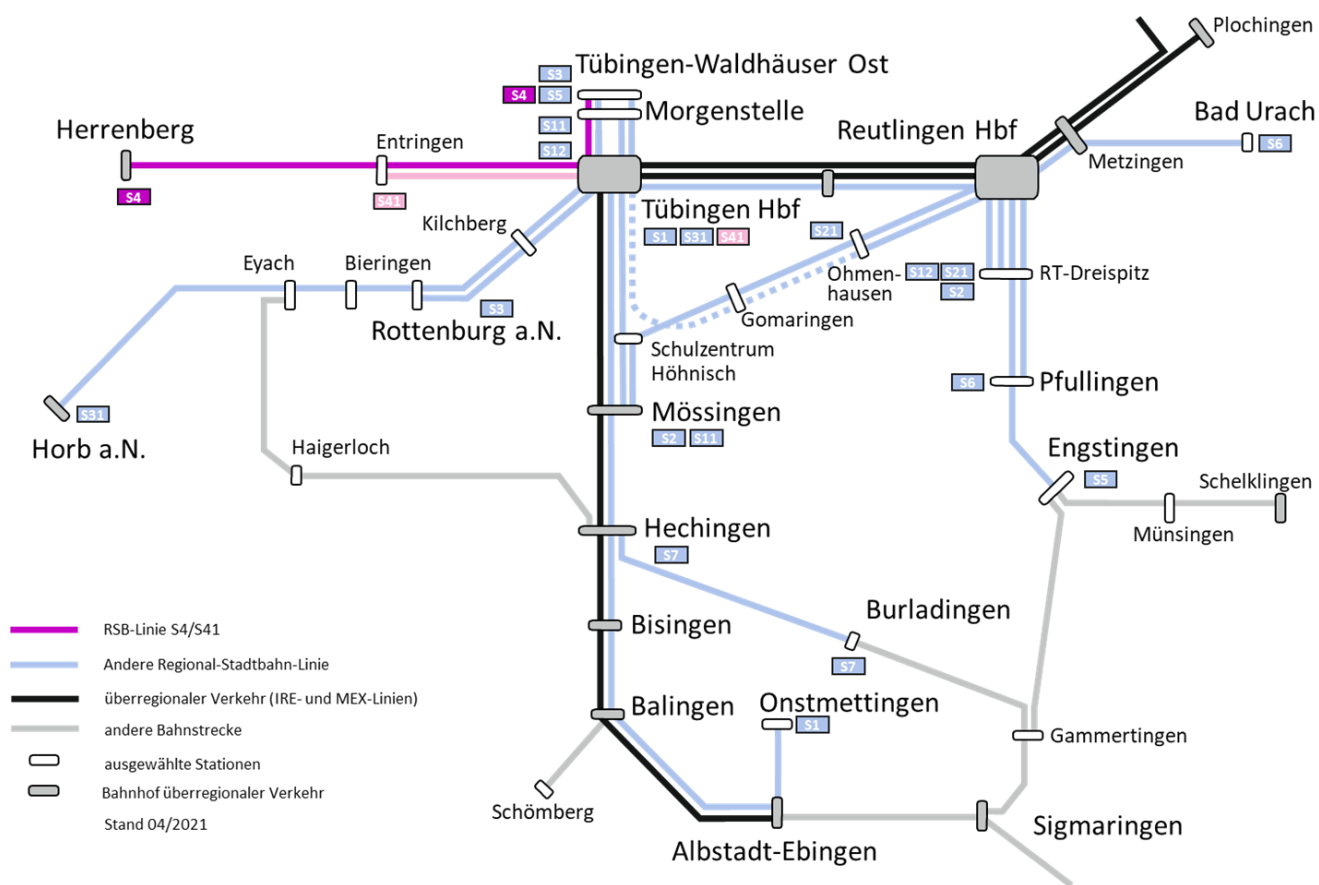 Plochingen
S3
Tübingen-Waldhäuser Ost
S4 S5
Morgenstelle
Bad Urach
S11
Reutlingen Hbf
S12
Herrenberg
Entringen
Metzingen
S6
S4
S41
Kilchberg
Tübingen Hbf
S1 S31 S41
S21
Eyach
Bieringen
Ohmen-
hausen
S12 S21
S2
RT-Dreispitz
S3
Rottenburg a.N.
Gomaringen
Schulzentrum
Höhnisch
S6
Pfullingen
S31
Horb a.N.
Mössingen
S2 S11
Haigerloch
Engstingen
S5
Schelklingen
Münsingen
Hechingen
S7
Burladingen
S7
Bisingen
Balingen
Onstmettingen
S1
Gammertingen
Schömberg
Albstadt-Ebingen
Sigmaringen
RSB-Linie S4/S41
Andere Regional-Stadtbahn-Linie
überregionaler Verkehr (IRE- und MEX-Linien)
andere Bahnstrecke
ausgewählte Stationen
Bahnhof überregionaler Verkehr
Stand 04/2021